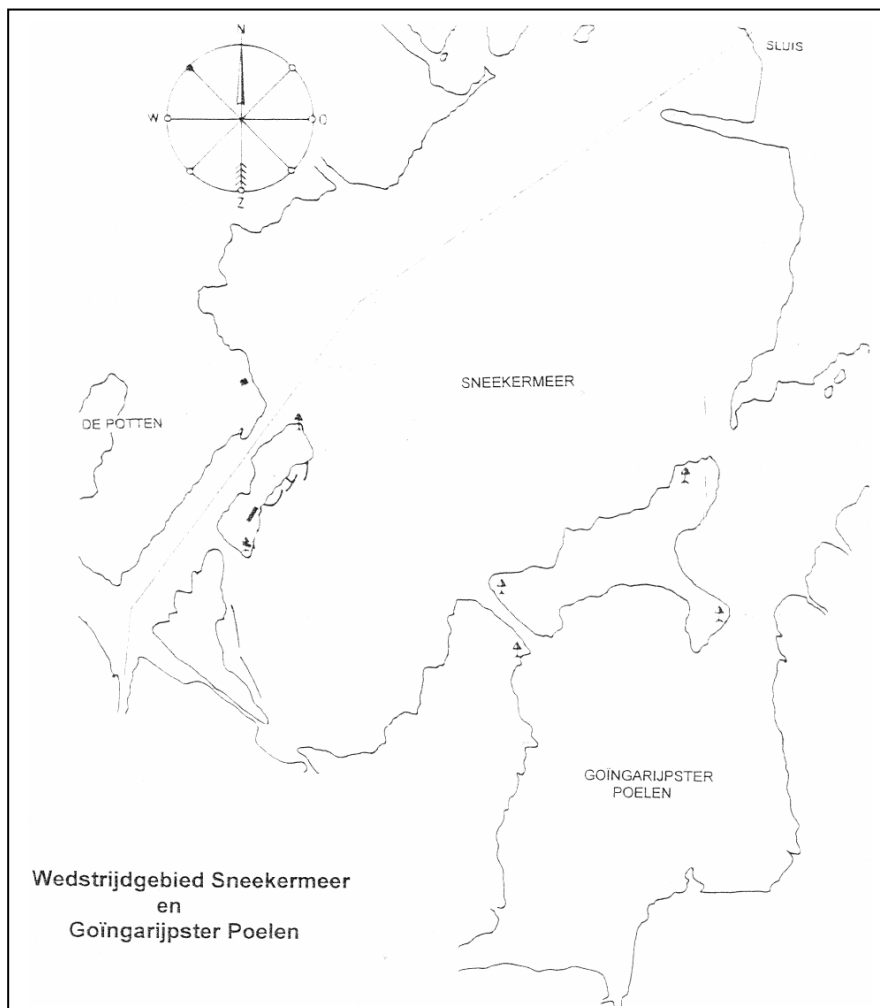 N
SLUIS
W
O
Z
SNEEKERMEER
DE POTTEN
GOÏNGARIJPSTER
POELEN
Wedstrijdgebied Sneekermeer
en
Goïngarijpster Poelen